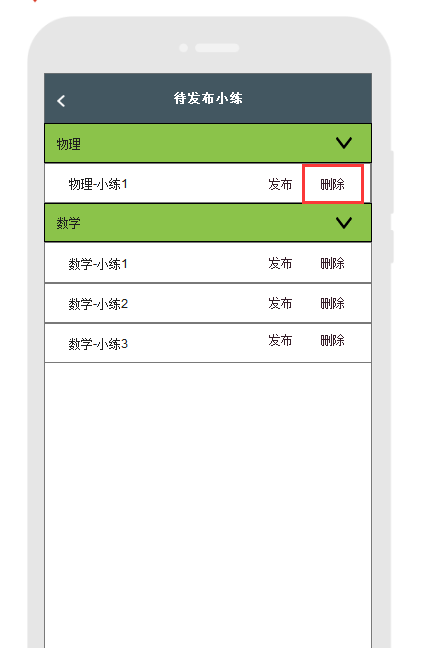 待发布小练
物理
物理-小练1 发布 删除
数学
数学-小练1 发布 删除
数学-小练2 发布 删除
数学-小练3 发布 删除